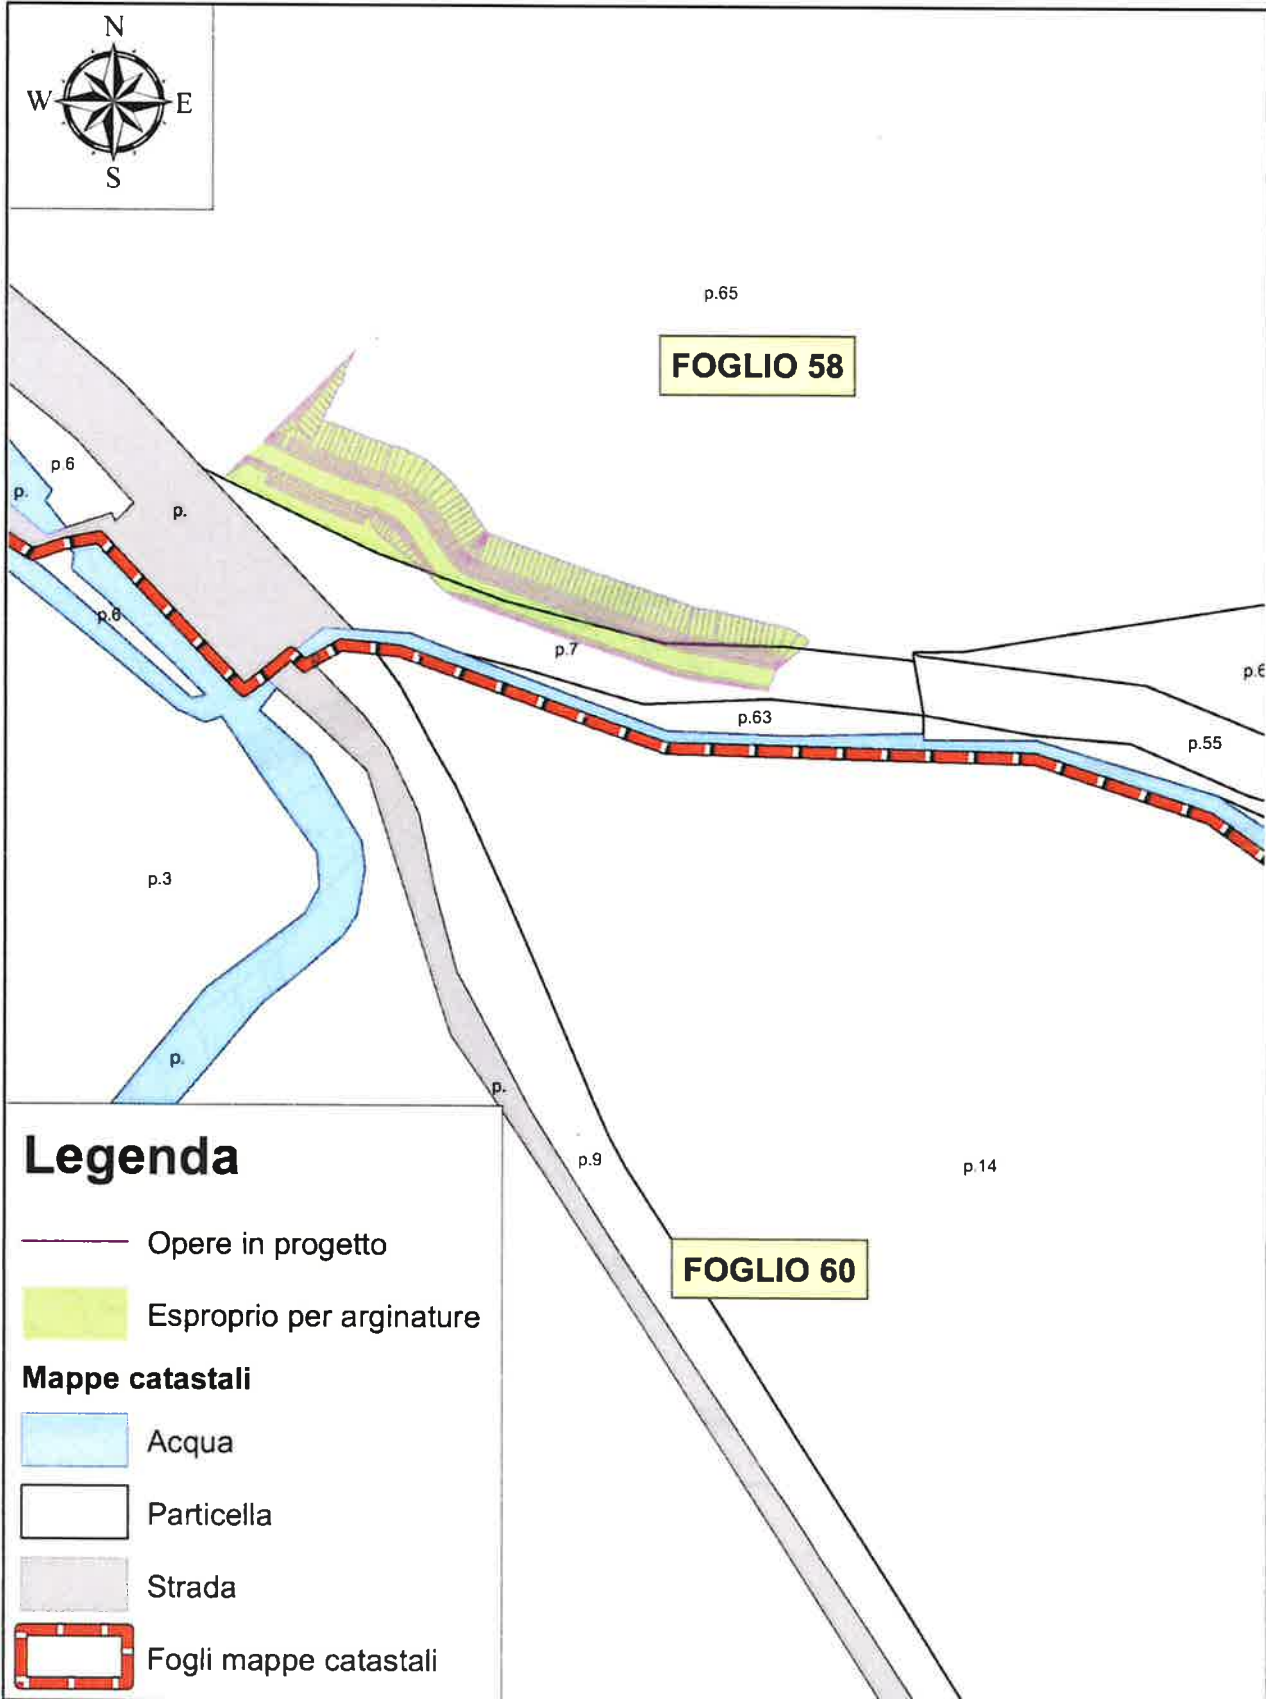 N
W E
S
p.65
FOGLIO 58
p.6
p.
p.
p.6
p.7
p.63
p.6
p.55
p.3
p.
p.
p.9
p.14
FOGLIO 60
Legenda
Opere in progetto
Esproprio per arginature
Mappe catastali
Acqua
Particella
Strada
Fogli mappe catastali